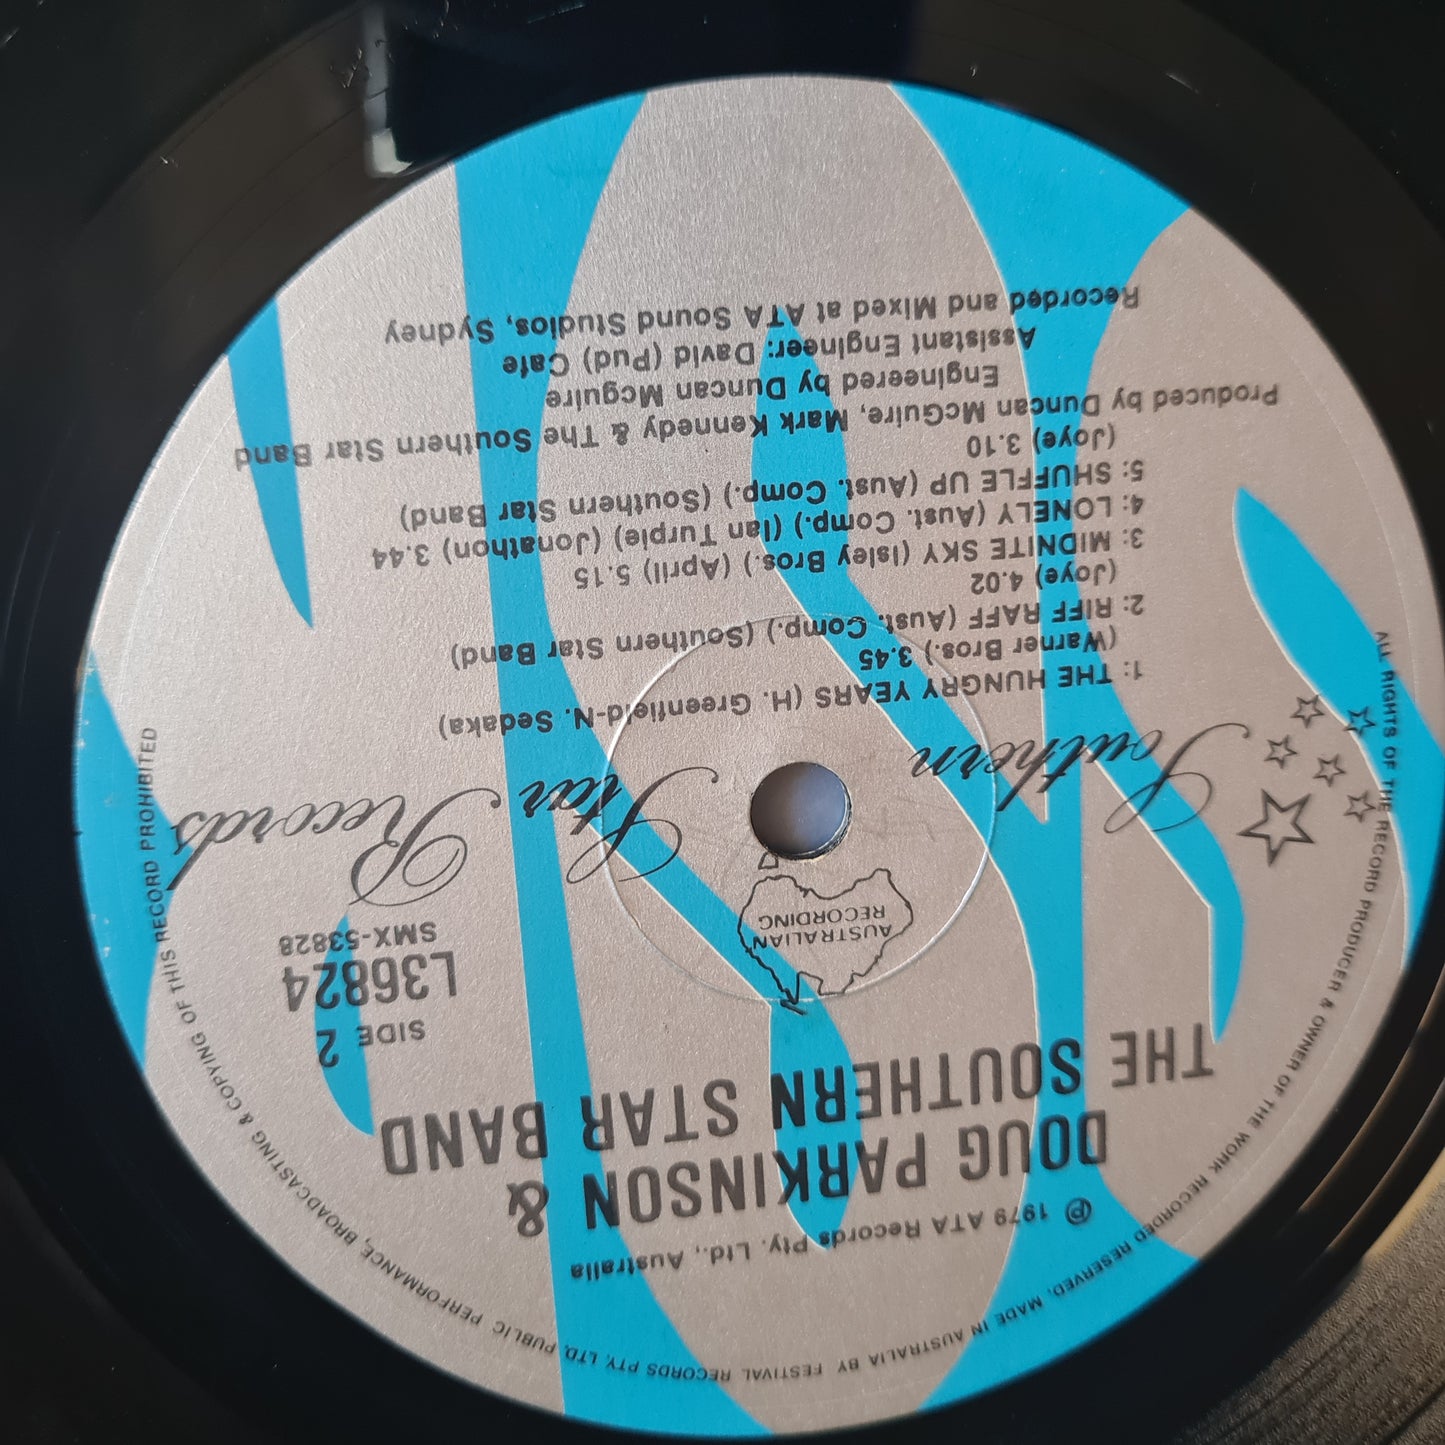 ℗ 1979 ATA Records Pty. Ltd., Australia
DOUG PARKINSON &
THE SOUTHERN STAR BAND
SIDE 2
L36824
SMX-53828
AUSTRALIAN
RECORDING
Southern Star Records
1: THE HUNGRY YEARS (H. Greenfield-N. Sedaka)
(Warner Bros.) 3.45
2: RIFF RAFF (Aust. Comp.) (Southern Star Band)
(Joye) 4.02
3: MIDNITE SKY (Isley Bros.) (April) 5.15
4: LONELY (Aust. Comp.) (Ian Turpie) (Jonathon) 3.44
5: SHUFFLE UP (Aust. Comp.) (Southern Star Band)
(Joye) 3.10
Produced by Duncan McGuire, Mark Kennedy & The Southern Star Band
Engineered by Duncan Mcguire
Assistant Engineer: David (Pud) Cafe
Recorded and Mixed at ATA Sound Studios, Sydney
ALL RIGHTS OF THE RECORD PRODUCER & OWNER OF THE WORK RECORDED RESERVED. MADE IN AUSTRALIA BY FESTIVAL RECORDS PTY. LTD. PUBLIC PERFORMANCE, BROADCASTING & COPYING OF THIS RECORD PROHIBITED